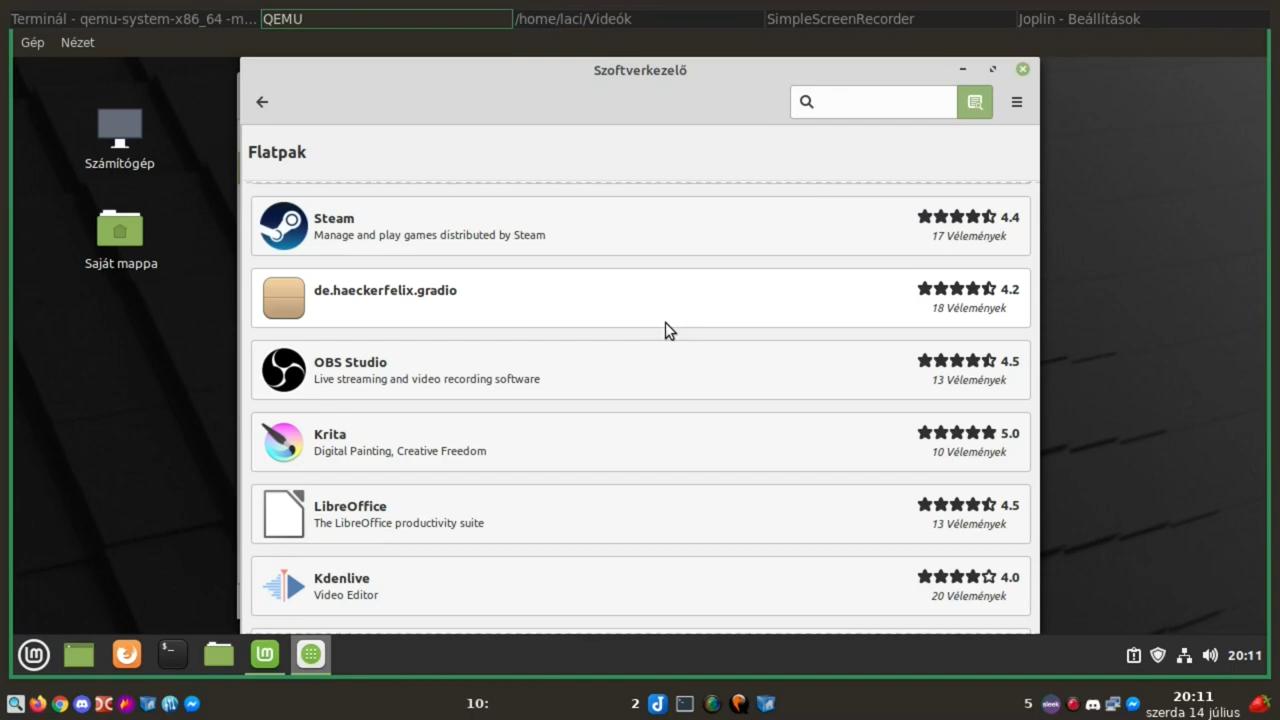 Terminál - qemu-system-x86_64 -m...
QEMU
/home/laci/Videók
SimpleScreenRecorder
Joplin - Beállítások
Gép
Nézet
Szoftverkezelő
Számítógép
Saját mappa
Flatpak
Steam
Manage and play games distributed by Steam
4.4
17 Vélemények
de.haeckerfelix.gradio
4.2
18 Vélemények
OBS Studio
Live streaming and video recording software
4.5
13 Vélemények
Krita
Digital Painting, Creative Freedom
5.0
10 Vélemények
LibreOffice
The LibreOffice productivity suite
4.5
13 Vélemények
Kdenlive
Video Editor
4.0
20 Vélemények
20:11
10:
2
5
sleek
20:11
szerda 14 július